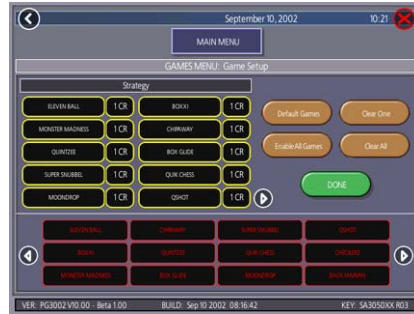 September 10, 2002 10:21
MAIN MENU
GAMES MENU: Game Setup
Strategy
ELEVEN BALL 1 CR BOXXI 1 CR
MONSTER MADNESS 1 CR CHIPAWAY 1 CR
QUINTZEE 1 CR BOX GLIDE 1 CR
SUPER SNUBBEL 1 CR QUIK CHESS 1 CR
MOONDROP 1 CR QSHOT 1 CR
Default Games Clear One
Enable All Games Clear All
DONE
ELEVEN BALL CHIPAWAY SUPER SNUBBEL QSHOT
BOXXI QUINTZEE QUIK CHESS CHECKERZ
MONSTER MADNESS BOX GLIDE MOONDROP
VER: PG3002 V10.00 - Beta 1.00 BUILD: Sep 10 2002 08:16:42 KEY: SA3050XX R03